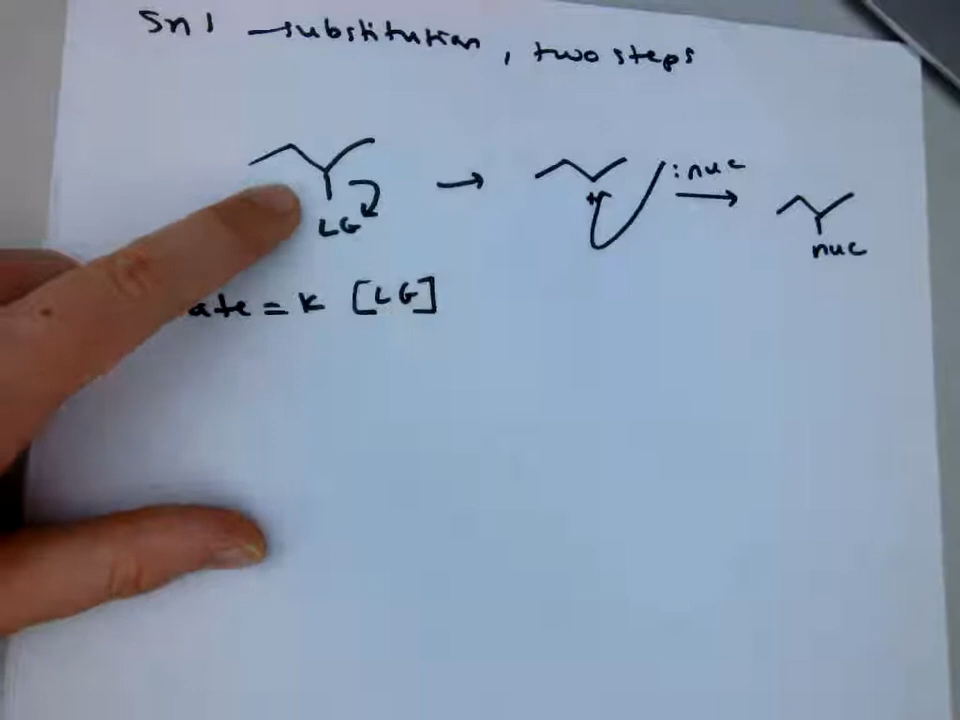 Sn1 — substitution, two steps
LG
+
:nuc
nuc
ate = k [LG]